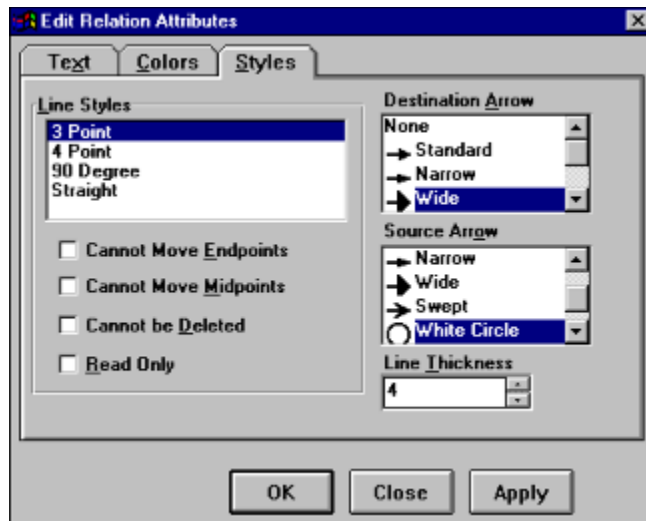 Edit Relation Attributes
Text
Colors
Styles
Line Styles
3 Point
4 Point
90 Degree
Straight
Cannot Move Endpoints
Cannot Move Midpoints
Cannot be Deleted
Read Only
Destination Arrow
None
Standard
Narrow
Wide
Source Arrow
Narrow
Wide
Swept
White Circle
Line Thickness
4
OK
Close
Apply